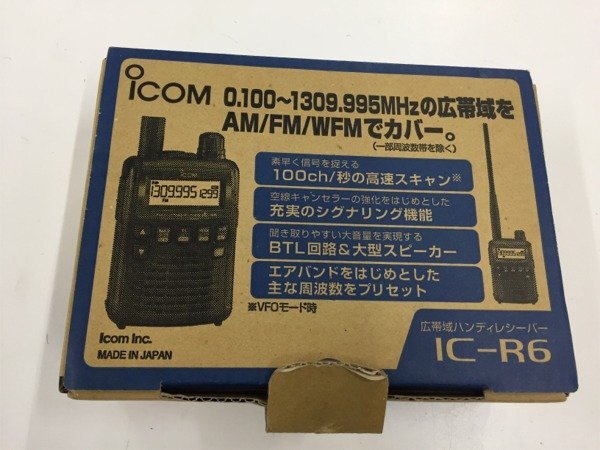 ICOM
0.100～1309.995MHzの広帯域を
AM/FM/WFMでカバー。
(一部周波数帯を除く)
素早く信号を捉える
100ch/秒の高速スキャン※
空線キャンセラーの強化をはじめとした
充実のシグナリング機能
聞き取りやすい大音量を実現する
BTL回路&大型スピーカー
エアバンドをはじめとした
主な周波数をプリセット
※VFOモード時
ICOM
1309.995
Icom Inc.
MADE IN JAPAN
広帯域ハンディレシーバー
IC-R6